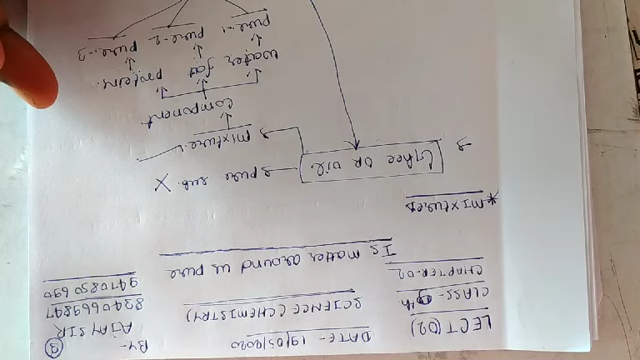 LECT(02) DATE- 19/05/2020 BY- ②
CLASS- 9th SCIENCE (CHEMISTRY) AJAY SIR
CHAPTER-02
Is matter around us pure
*Mixtures
Ghee or oil → pure sub. X
→ mixture.
component
water fat protein
pure-1 pure-2 pure-3